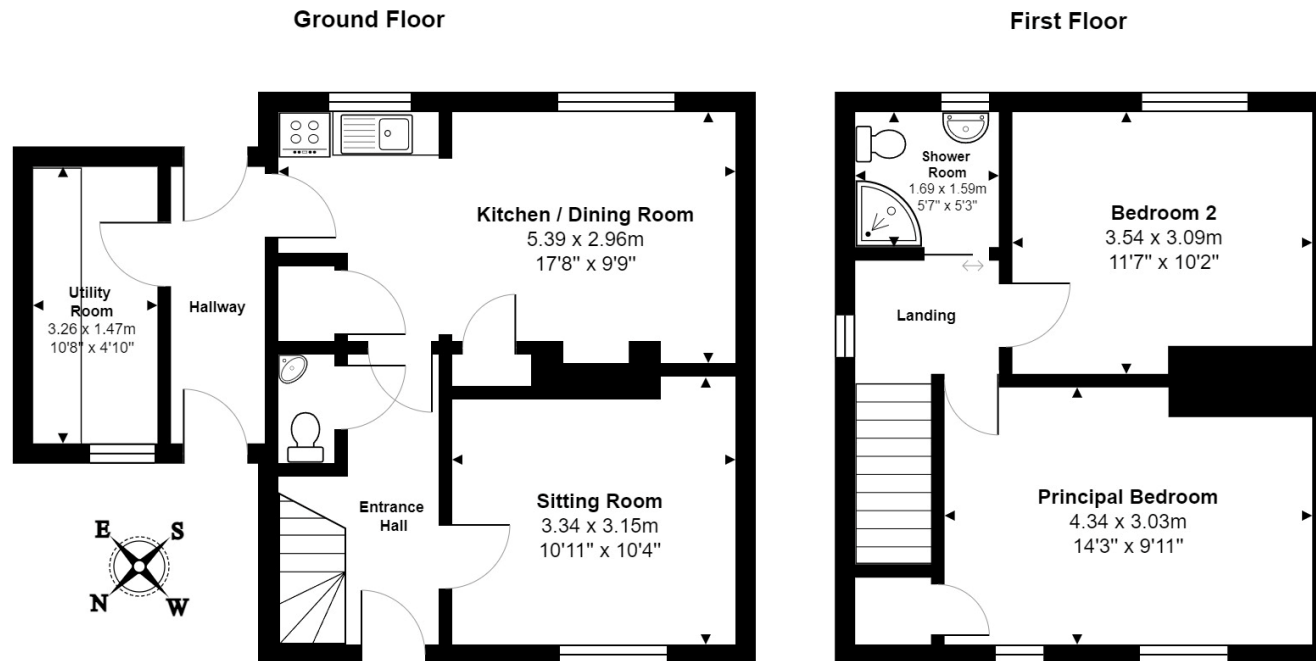 Ground Floor
First Floor
Kitchen / Dining Room
5.39 x 2.96m
17'8" x 9'9"
Utility
Room
3.26 x 1.47m
10'8" x 4'10"
Hallway
Entrance
Hall
Sitting Room
3.34 x 3.15m
10'11" x 10'4"
E
S
N
W
Shower
Room
1.69 x 1.59m
5'7" x 5'3"
Bedroom 2
3.54 x 3.09m
11'7" x 10'2"
Landing
Principal Bedroom
4.34 x 3.03m
14'3" x 9'11"